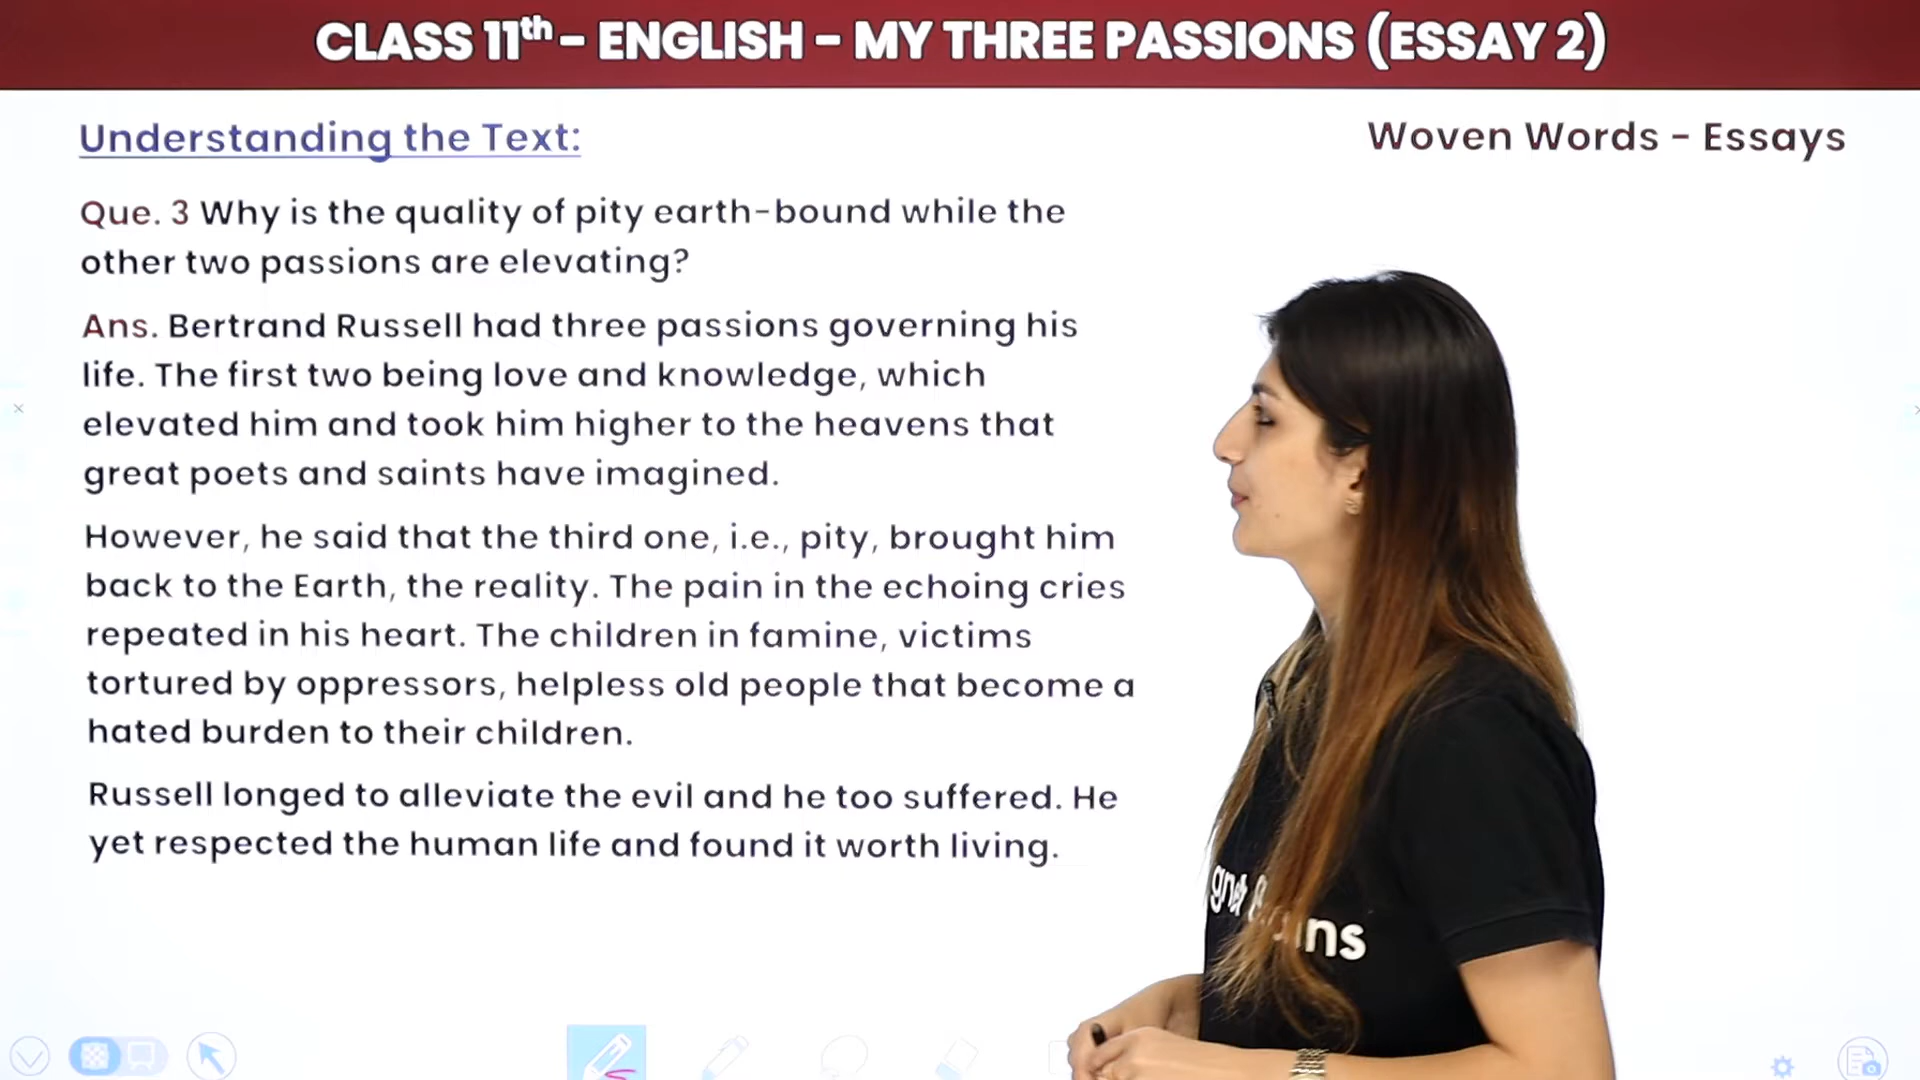 CLASS 11th - ENGLISH - MY THREE PASSIONS (ESSAY 2)
Understanding the Text:
Woven Words - Essays
Que. 3 Why is the quality of pity earth-bound while the
other two passions are elevating?
Ans. Bertrand Russell had three passions governing his
life. The first two being love and knowledge, which
elevated him and took him higher to the heavens that
great poets and saints have imagined.
However, he said that the third one, i.e., pity, brought him
back to the Earth, the reality. The pain in the echoing cries
repeated in his heart. The children in famine, victims
tortured by oppressors, helpless old people that become a
hated burden to their children.
Russell longed to alleviate the evil and he too suffered. He
yet respected the human life and found it worth living.